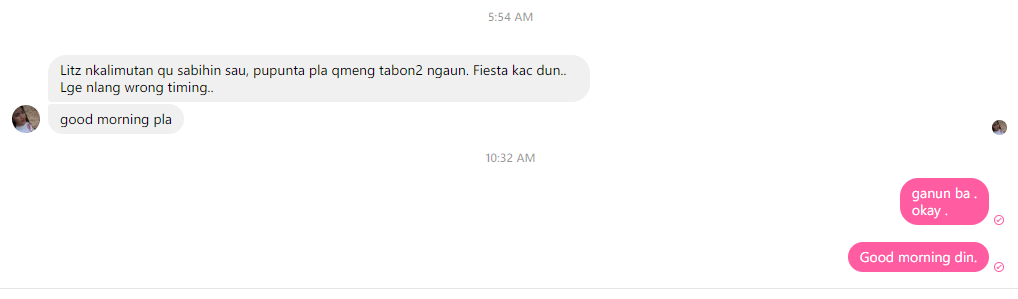 5:54 AM
Litz nkalimutan qu sabihin sau, pupunta pla qmeng tabon2 ngaun. Fiesta kac dun..
Lge nlang wrong timing..
good morning pla
10:32 AM
ganun ba .
okay .
Good morning din.